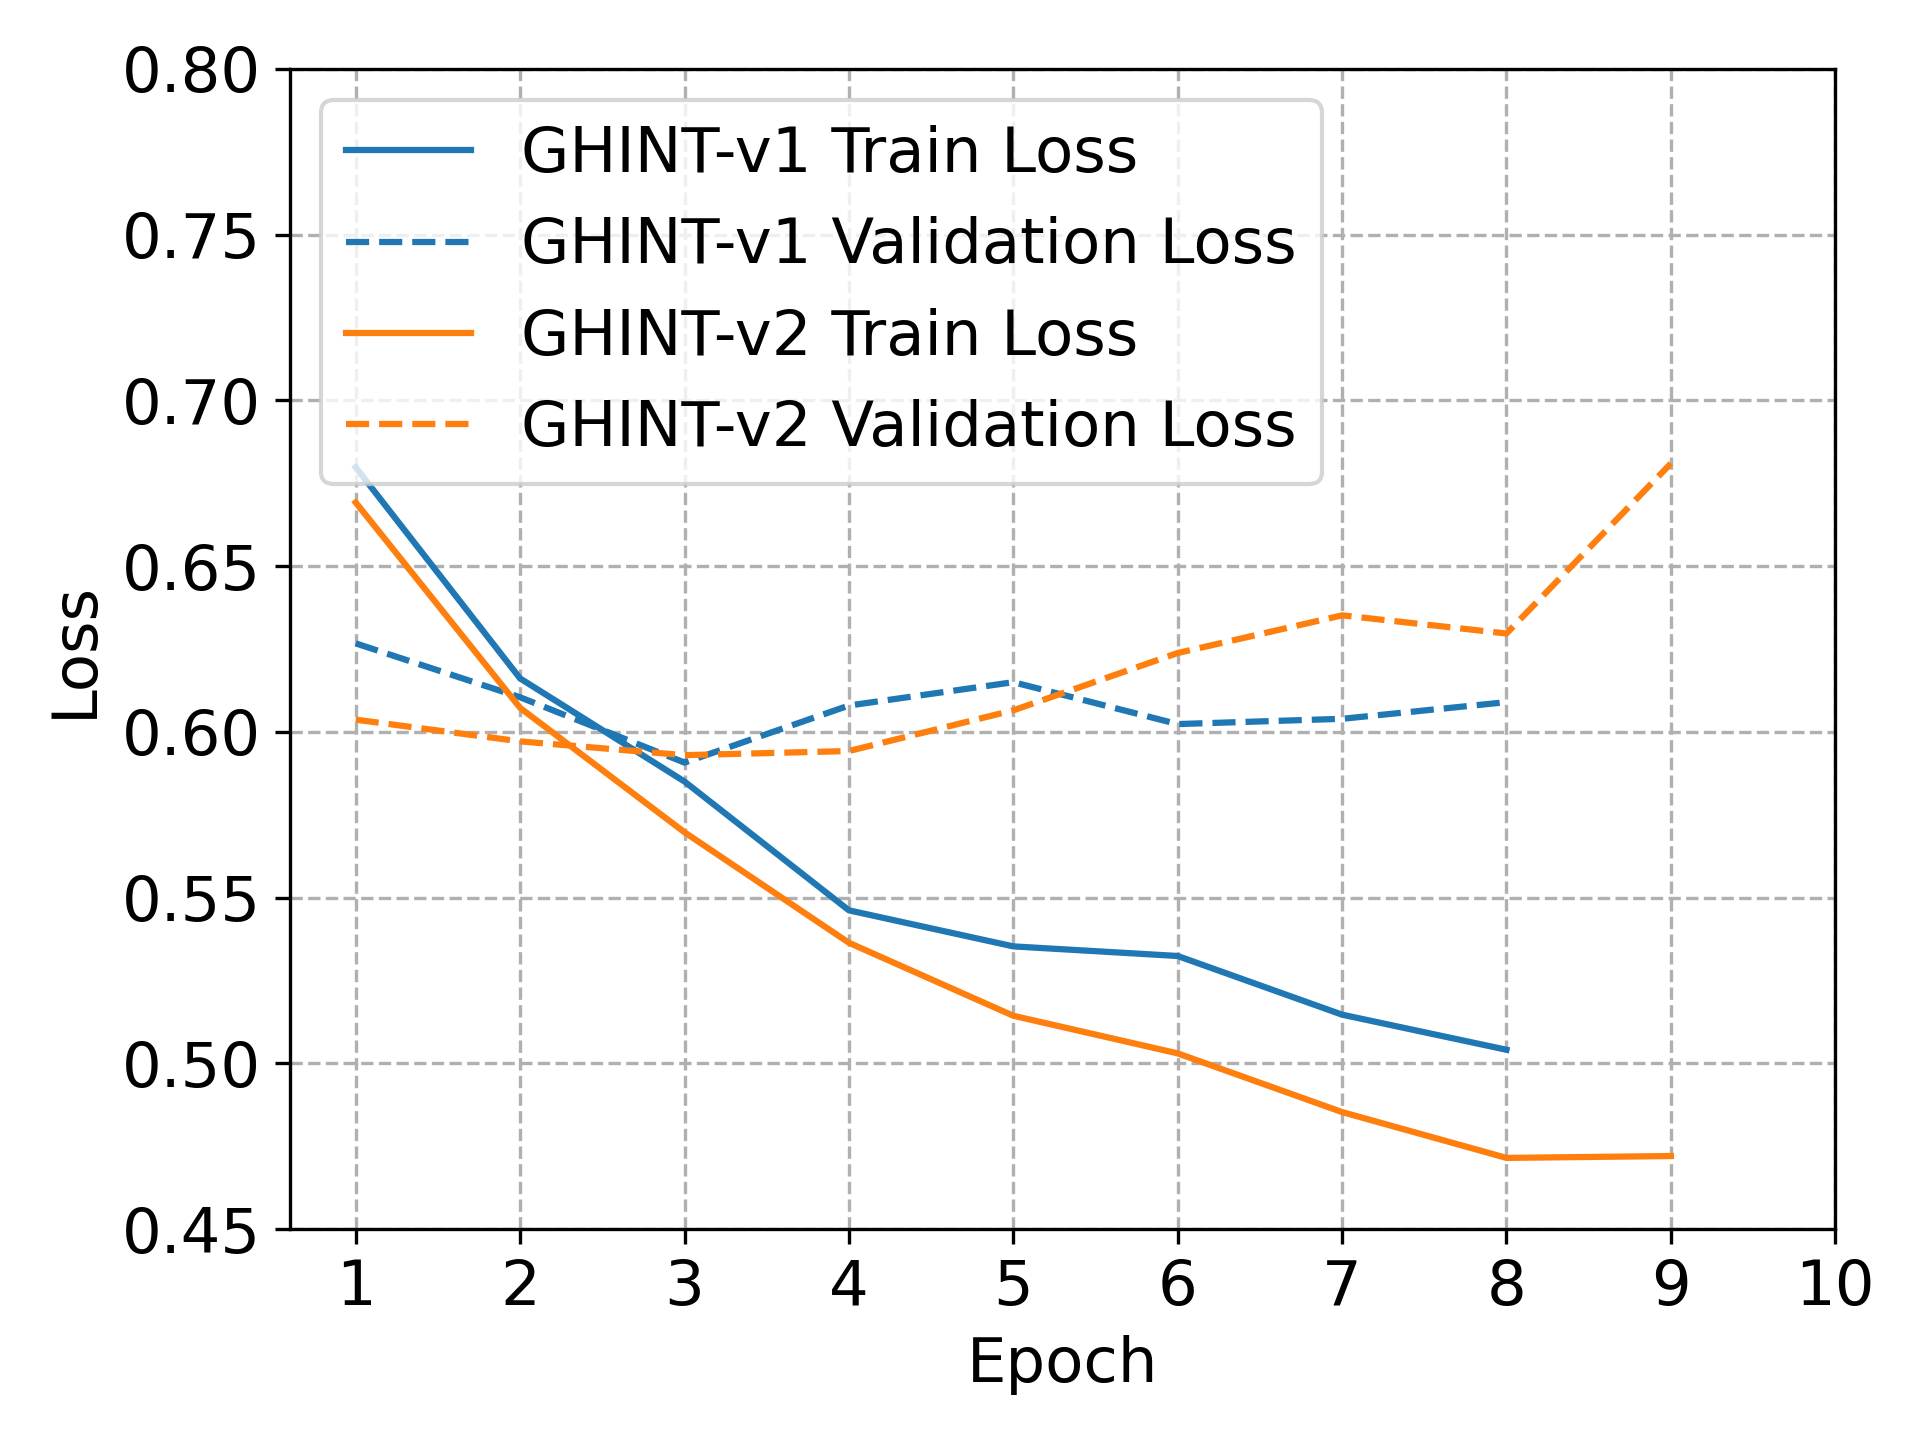 0.80
0.75
0.70
0.65
0.60
0.55
0.50
0.45
Loss
GHINT-v1 Train Loss
GHINT-v1 Validation Loss
GHINT-v2 Train Loss
GHINT-v2 Validation Loss
1 2 3 4 5 6 7 8 9 10
Epoch